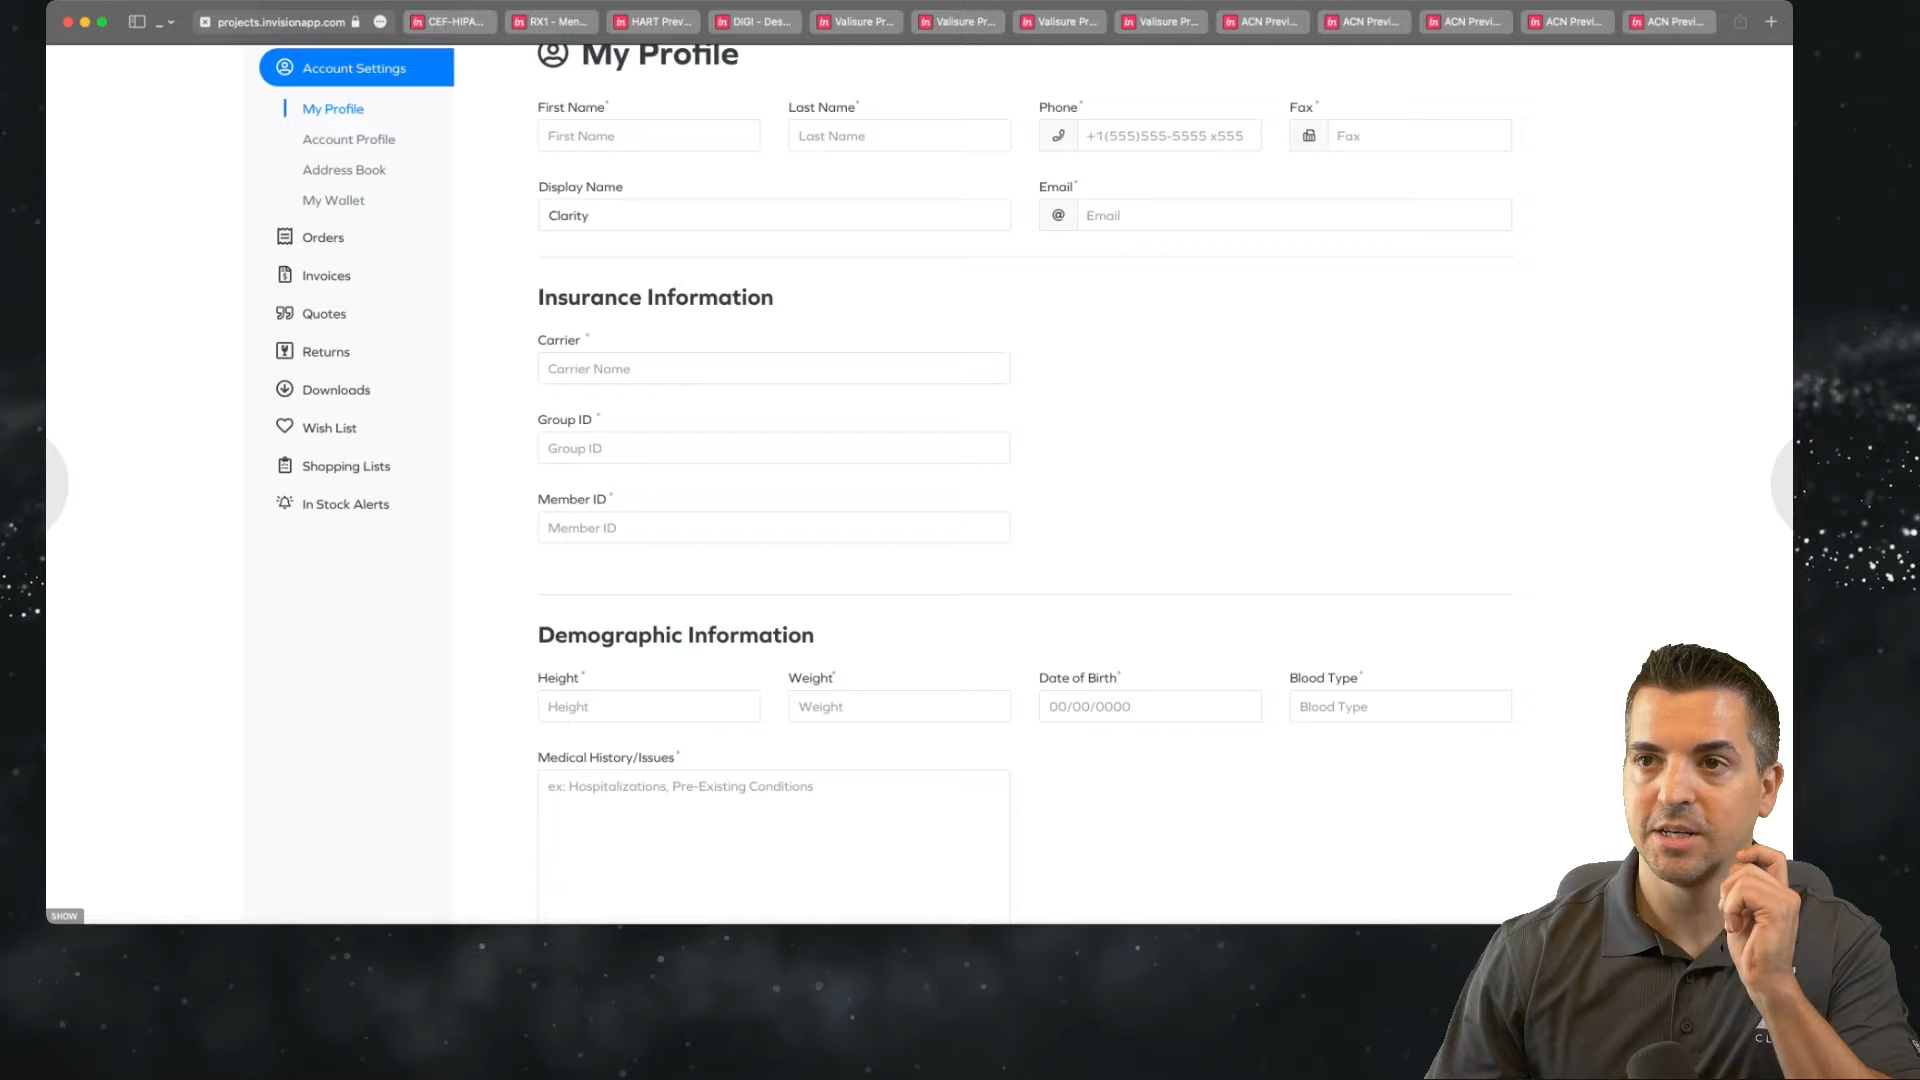 projects.invisionapp.com
CEF-HIPA...
RX1 - Men...
HART Prev...
DIGI - Des...
Valisure Pr...
Valisure Pr...
Valisure Pr...
Valisure Pr...
ACN Previ...
ACN Previ...
ACN Previ...
ACN Previ...
ACN Previ...
Account Settings
My Profile
Account Profile
Address Book
My Wallet
Orders
Invoices
Quotes
Returns
Downloads
Wish List
Shopping Lists
In Stock Alerts
My Profile
First Name* Last Name* Phone* Fax*
First Name Last Name +1(555)555-5555 x555 Fax
Display Name Email*
Clarity @ Email
Insurance Information
Carrier *
Carrier Name
Group ID *
Group ID
Member ID *
Member ID
Demographic Information
Height* Weight* Date of Birth* Blood Type*
Height Weight 00/00/0000 Blood Type
Medical History/Issues*
ex: Hospitalizations, Pre-Existing Conditions
SHOW
CL